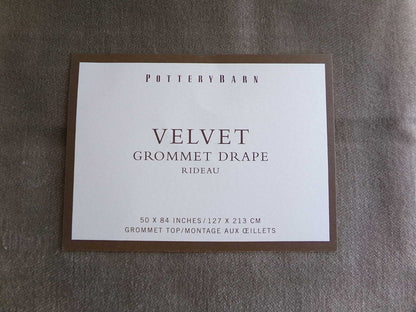 POTTERYBARN
VELVET
GROMMET DRAPE
RIDEAU
50 X 84 INCHES/127 X 213 CM
GROMMET TOP/MONTAGE AUX ŒILLETS